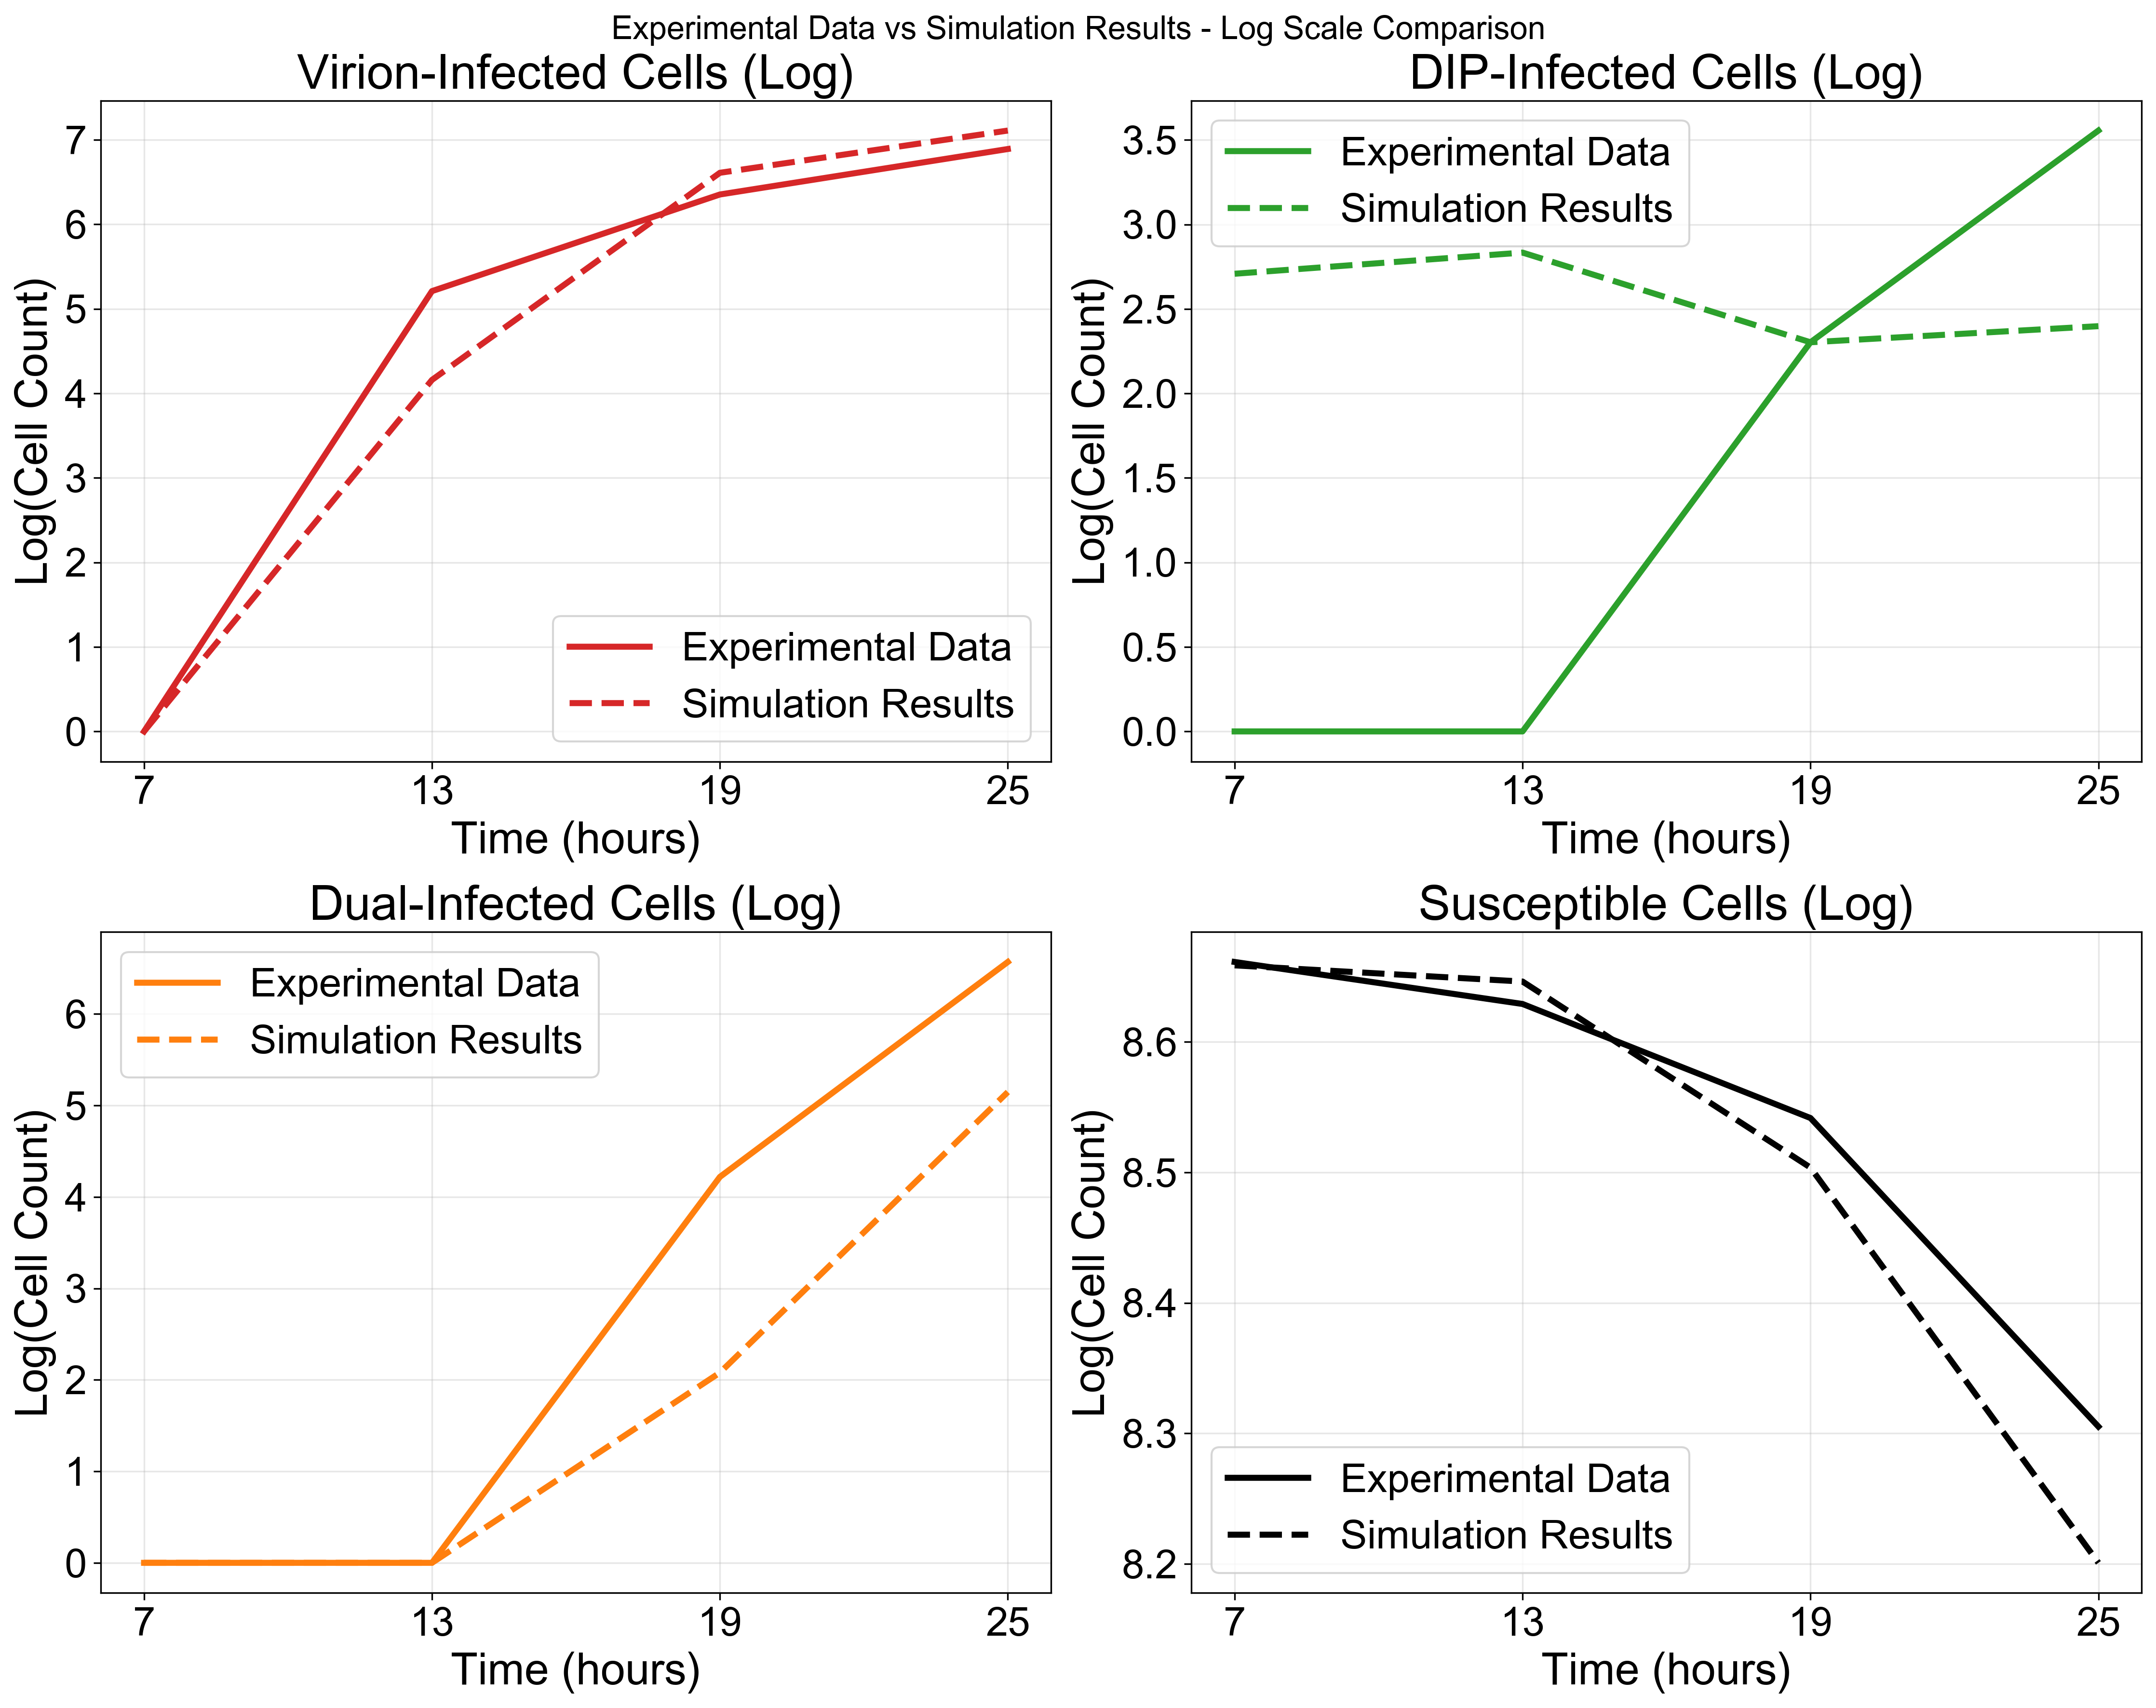 Experimental Data vs Simulation Results - Log Scale Comparison
Virion-Infected Cells (Log)
Log(Cell Count)
7
6
5
4
3
2
1
0
Experimental Data
Simulation Results
7 13 19 25
Time (hours)
DIP-Infected Cells (Log)
Log(Cell Count)
3.5
3.0
2.5
2.0
1.5
1.0
0.5
0.0
Experimental Data
Simulation Results
7 13 19 25
Time (hours)
Dual-Infected Cells (Log)
Log(Cell Count)
6
5
4
3
2
1
0
Experimental Data
Simulation Results
7 13 19 25
Time (hours)
Susceptible Cells (Log)
Log(Cell Count)
8.6
8.5
8.4
8.3
8.2
Experimental Data
Simulation Results
7 13 19 25
Time (hours)